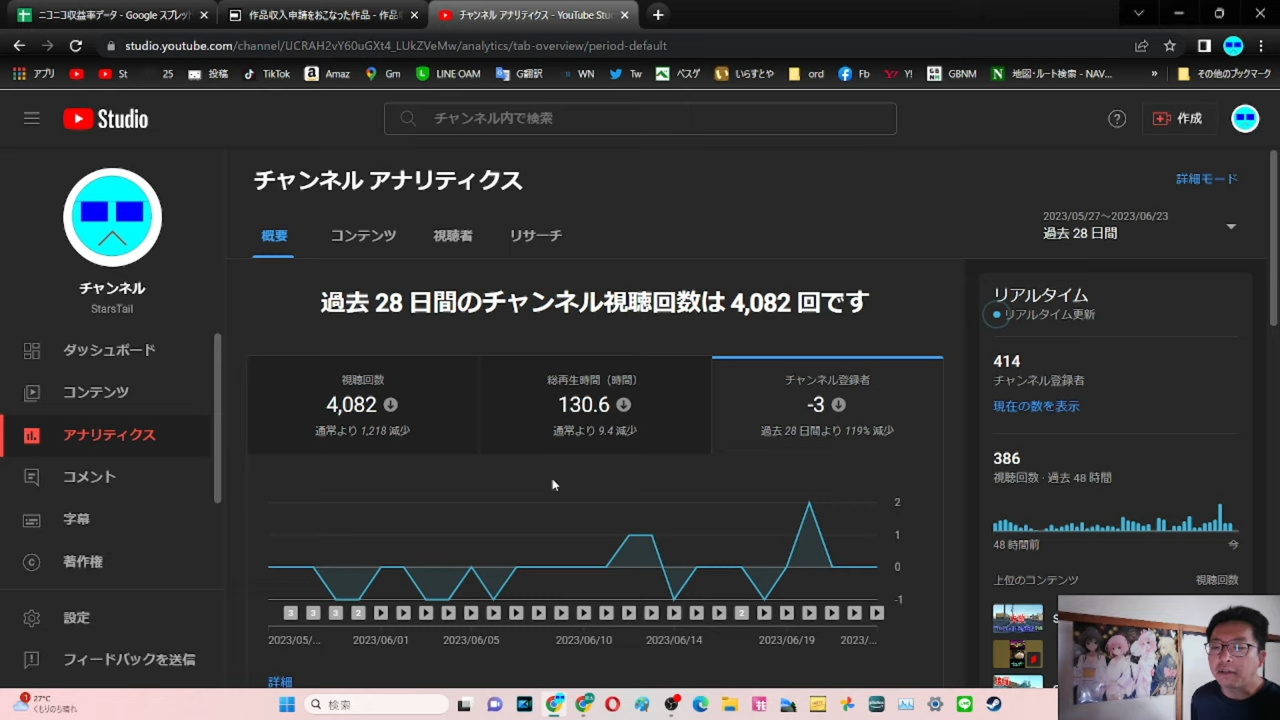 ニコニコ収益率データ - Google スプレット
作品収入申請をおこなった作品 - 作品
チャンネル アナリティクス - YouTube Stu
studio.youtube.com/channel/UCRAH2vY60uGXt4_LUkZVeMw/analytics/tab-overview/period-default
アプリ
St
25
投稿
TikTok
Amaz
Gm
LINE OAM
G翻訳
WN
Tw
ベスゲ
いらすとや
ord
Fb
Y!
GBNM
地図・ルート検索 - NAV...
»
その他のブックマーク
Studio
チャンネル内で検索
作成
チャンネル
StarsTail
ダッシュボード
コンテンツ
アナリティクス
コメント
字幕
著作権
設定
フィードバックを送信
チャンネル アナリティクス
詳細モード
概要
コンテンツ
視聴者
リサーチ
2023/05/27～2023/06/23
過去 28 日間
過去 28 日間のチャンネル視聴回数は 4,082 回です
視聴回数
4,082
通常より 1,218 減少
総再生時間（時間）
130.6
通常より 9.4 減少
チャンネル登録者
-3
過去 28 日間より 119% 減少
2
1
0
-1
3
3
3
2
2
2023/05/...
2023/06/01
2023/06/05
2023/06/10
2023/06/14
2023/06/19
2023/...
詳細
リアルタイム
リアルタイム更新
414
チャンネル登録者
現在の数を表示
386
視聴回数 · 過去 48 時間
48 時間前
今
上位のコンテンツ
視聴回数
27°C
くもりのち晴れ
検索